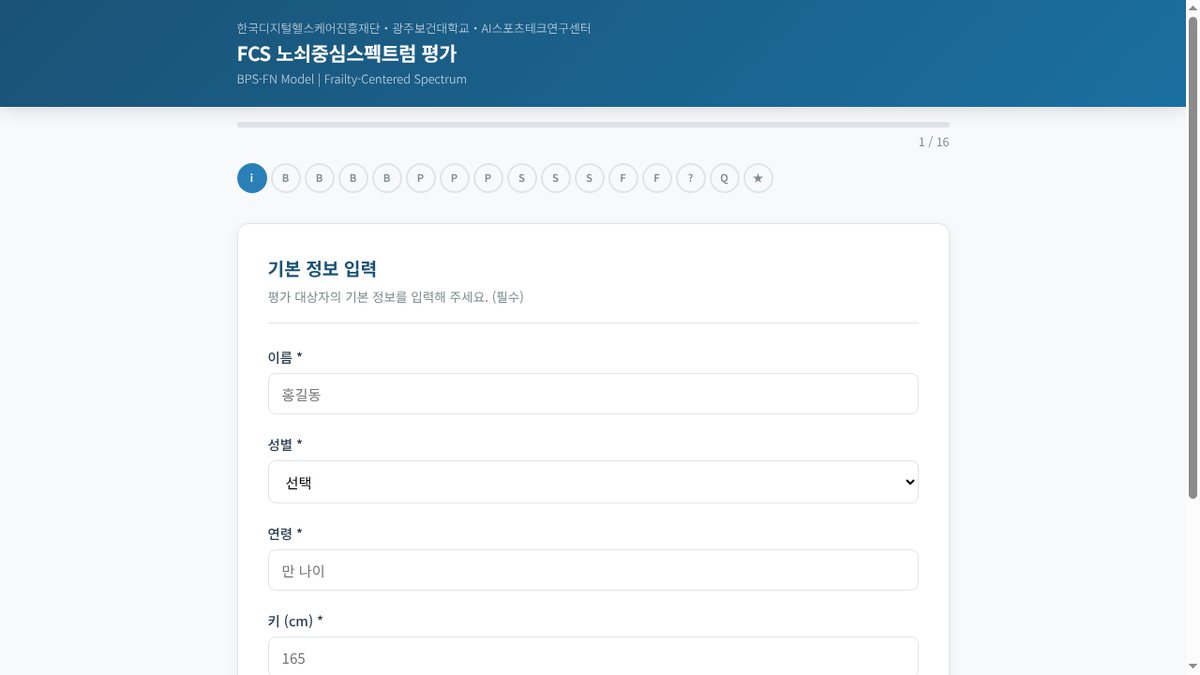 한국디지털헬스케어진흥재단 • 광주보건대학교 • AI스포츠테크연구센터
FCS 노쇠중심스펙트럼 평가
BPS-FN Model | Frailty-Centered Spectrum
1 / 16
i B B B B P P P S S S F F ? Q ★
기본 정보 입력
평가 대상자의 기본 정보를 입력해 주세요. (필수)
이름 *
홍길동
성별 *
선택
연령 *
만 나이
키 (cm) *
165